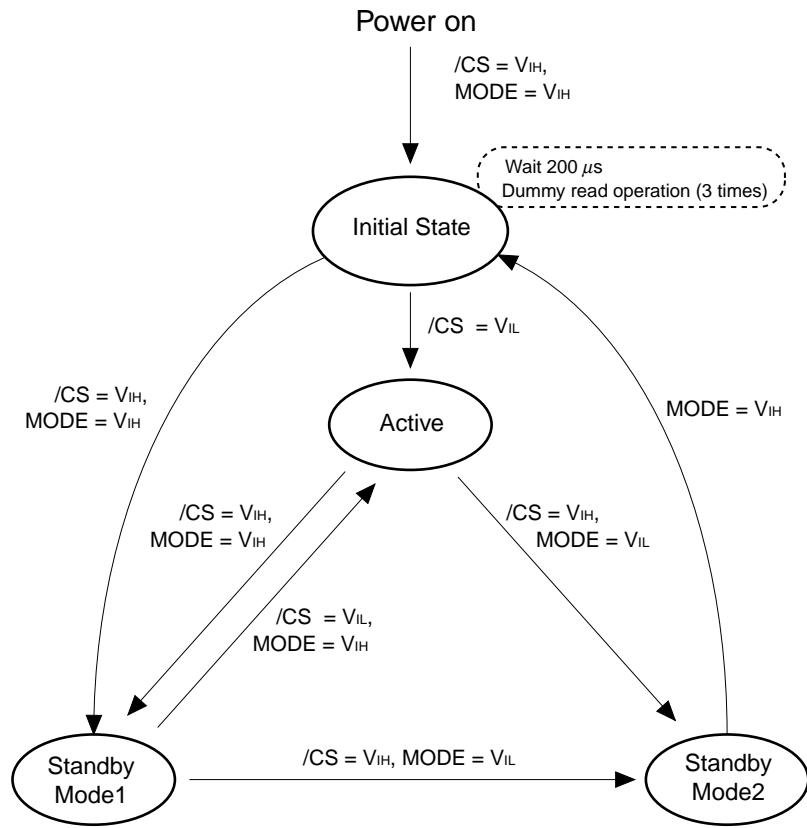 Power on
/CS = VIH,
MODE = VIH
Wait 200 μs
Dummy read operation (3 times)
Initial State
/CS = VIL
/CS = VIH,
MODE = VIH
MODE = VIH
Active
/CS = VIH,
MODE = VIH
/CS = VIH,
MODE = VIL
/CS = VIL,
MODE = VIH
Standby
Mode1
/CS = VIH, MODE = VIL
Standby
Mode2